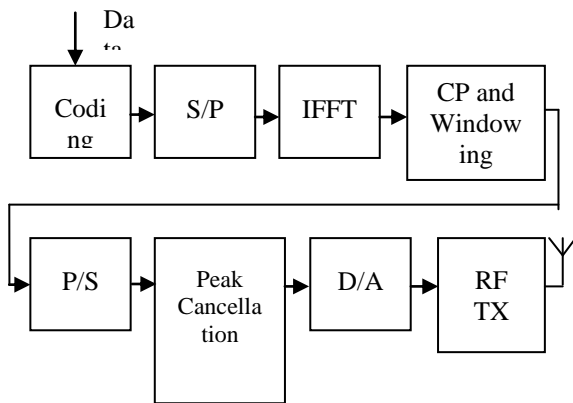 Da
ta
Codi
ng
S/P
IFFT
CP and
Window
ing
P/S
Peak
Cancella
tion
D/A
RF
TX